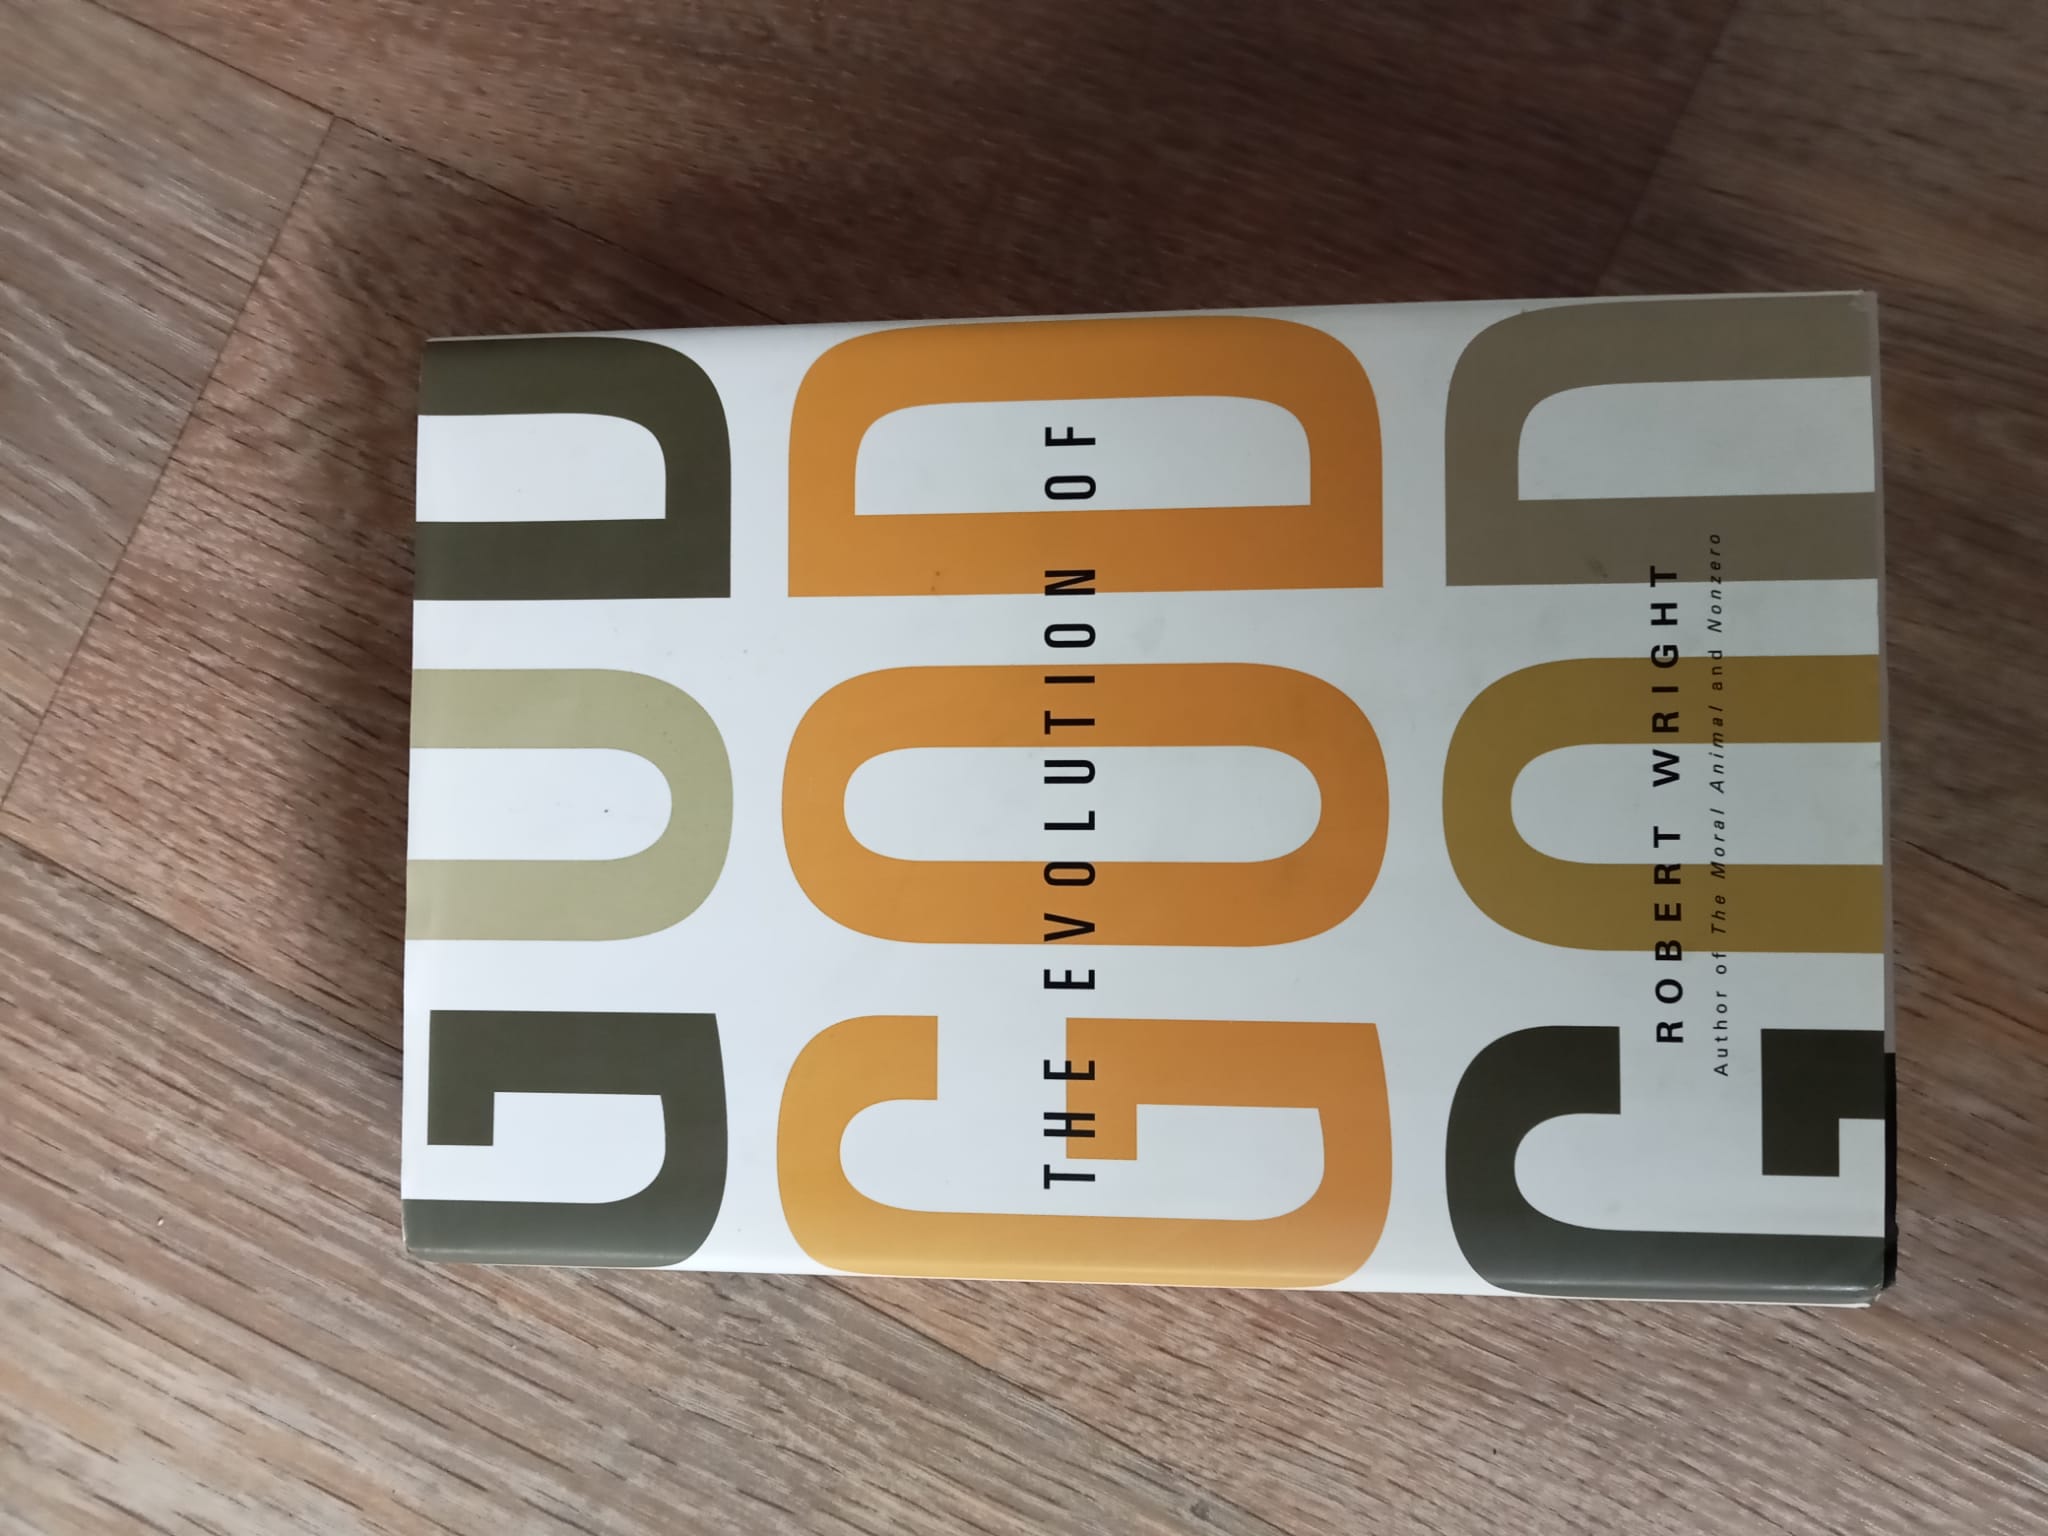 GOD
THE EVOLUTION OF
GOD
GOD
ROBERT WRIGHT
Author of The Moral Animal and Nonzero